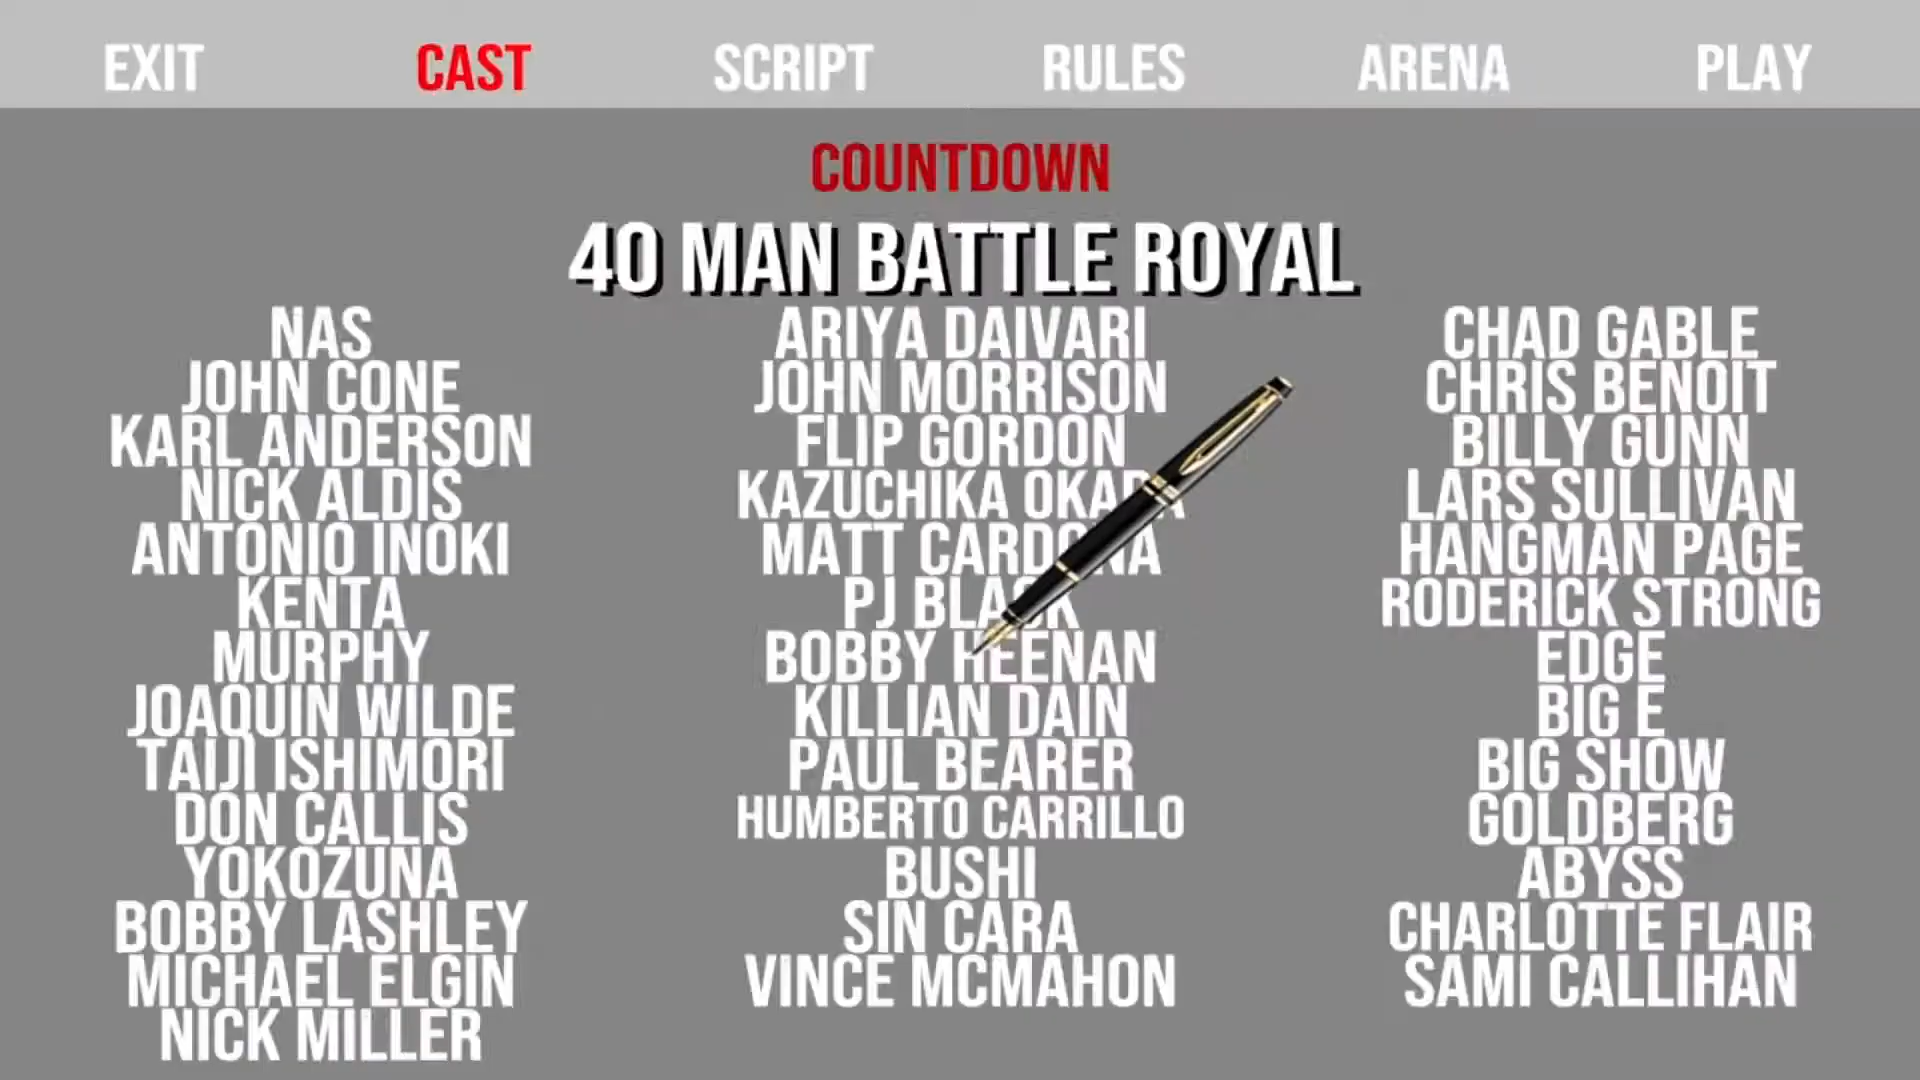 EXIT CAST SCRIPT RULES ARENA PLAY
COUNTDOWN
40 MAN BATTLE ROYAL
NAS
JOHN CONE
KARL ANDERSON
NICK ALDIS
ANTONIO INOKI
KENTA
MURPHY
JOAQUIN WILDE
TAIJI ISHIMORI
DON CALLIS
YOKOZUNA
BOBBY LASHLEY
MICHAEL ELGIN
NICK MILLER
ARIYA DAIVARI
JOHN MORRISON
FLIP GORDON
KAZUCHIKA OKADA
MATT CARDONA
PJ BLACK
BOBBY HEENAN
KILLIAN DAIN
PAUL BEARER
HUMBERTO CARRILLO
BUSHI
SIN CARA
VINCE MCMAHON
CHAD GABLE
CHRIS BENOIT
BILLY GUNN
LARS SULLIVAN
HANGMAN PAGE
RODERICK STRONG
EDGE
BIG E
BIG SHOW
GOLDBERG
ABYSS
CHARLOTTE FLAIR
SAMI CALLIHAN